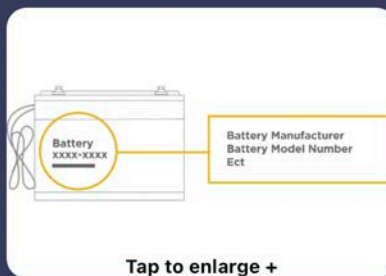 Battery
XXXX-XXXX
Battery Manufacturer
Battery Model Number
Ect
Tap to enlarge +